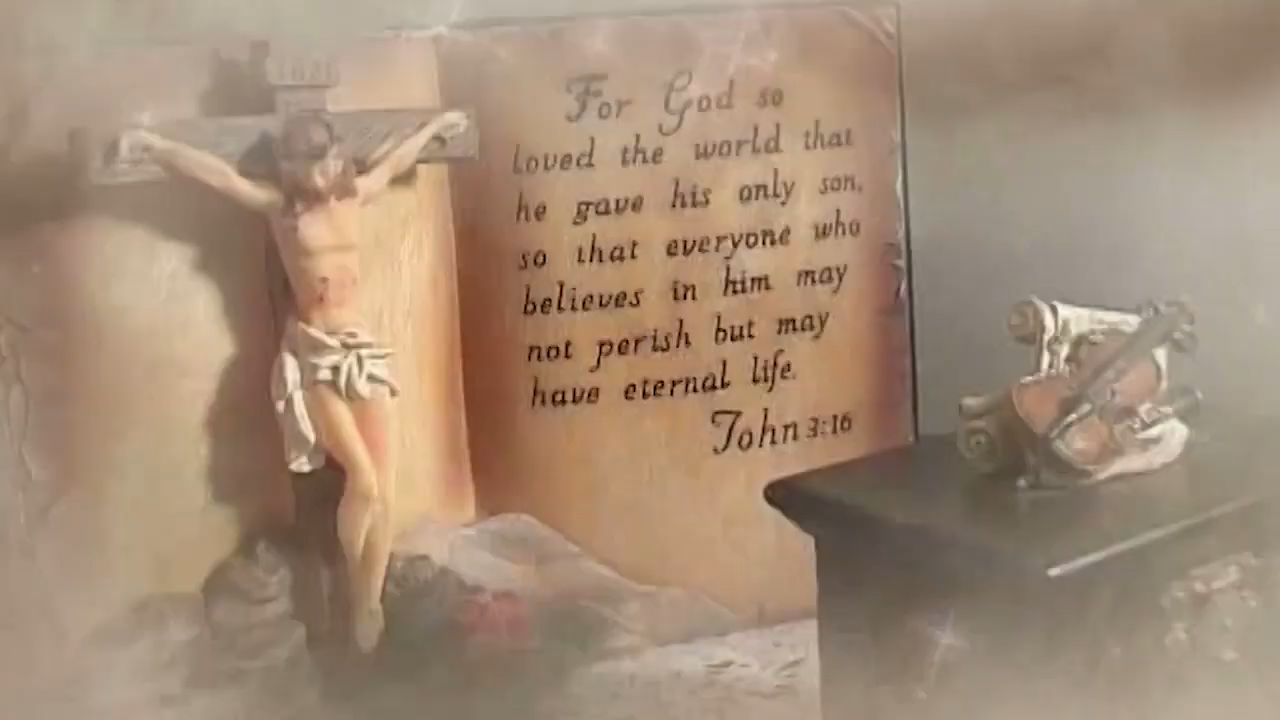 INRI
For God so
loved the world that
he gave his only son,
so that everyone who
believes in him may
not perish but may
have eternal life.
John 3:16